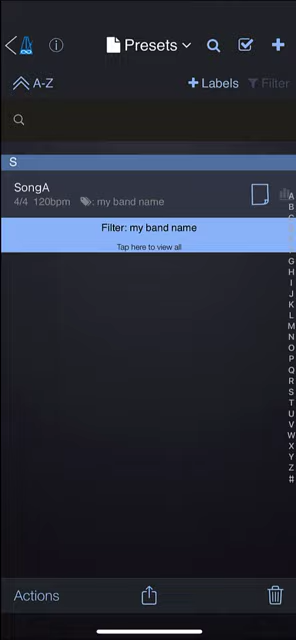 Presets
A-Z
+ Labels
Filter
S
SongA
4/4 120bpm : my band name
Filter: my band name
Tap here to view all
A
B
G
H
I
J
K
L
M
N
O
P
Q
R
S
T
U
V
W
X
Y
Z
#
Actions